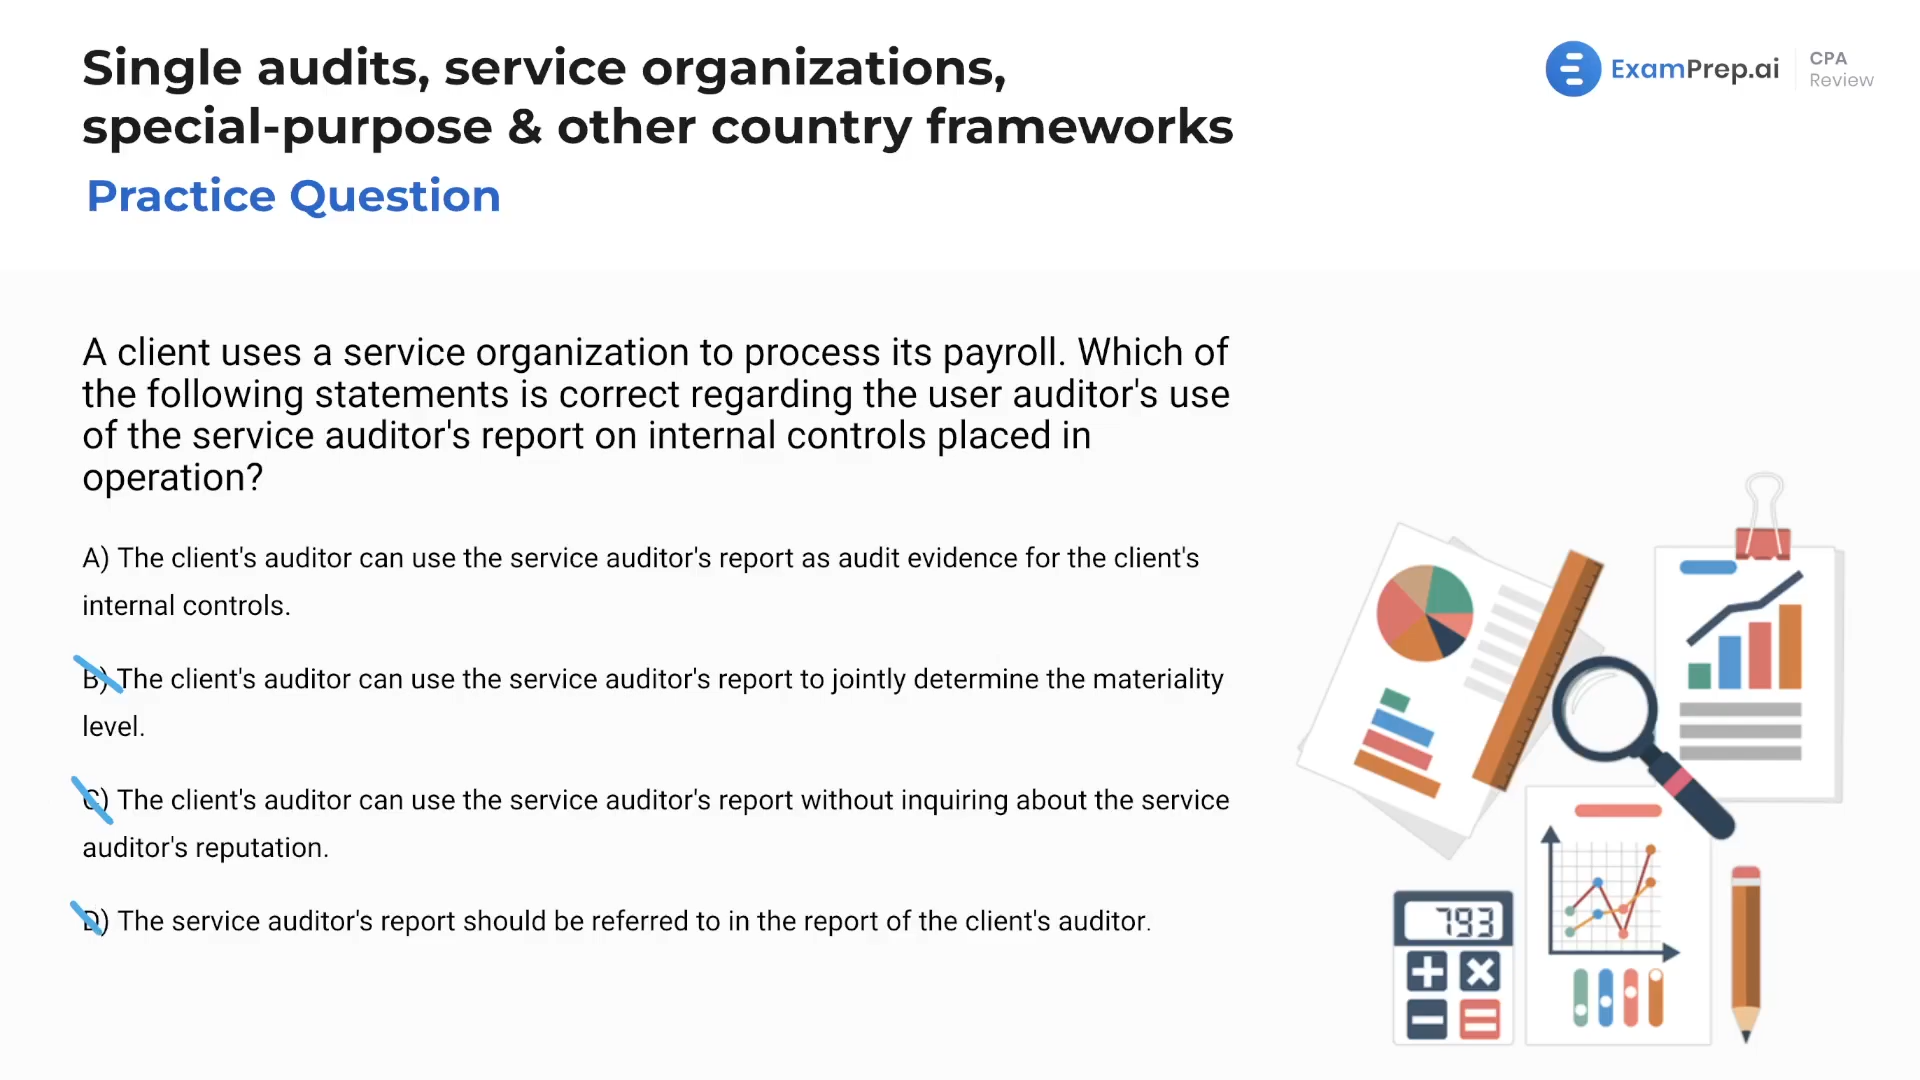 Single audits, service organizations,
special-purpose & other country frameworks
Practice Question
ExamPrep.ai
CPA
Review
A client uses a service organization to process its payroll. Which of
the following statements is correct regarding the user auditor's use
of the service auditor's report on internal controls placed in
operation?
A) The client's auditor can use the service auditor's report as audit evidence for the client's
internal controls.
B) The client's auditor can use the service auditor's report to jointly determine the materiality
level.
C) The client's auditor can use the service auditor's report without inquiring about the service
auditor's reputation.
D) The service auditor's report should be referred to in the report of the client's auditor.
793